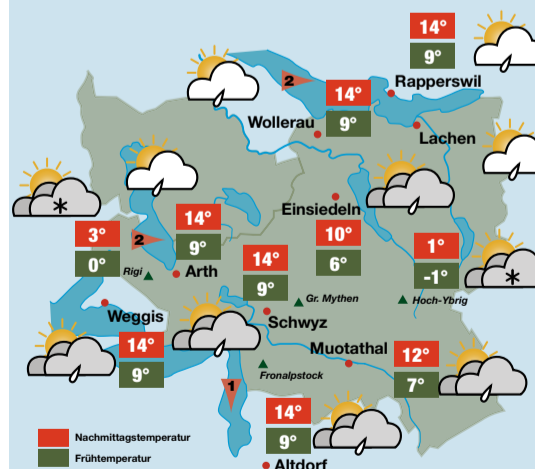 14°
9°
Rapperswil
2
14°
9°
Wollerau
Lachen
14°
9°
Einsiedeln
10°
6°
3°
0°
2
Rigi
Arth
1°
-1°
14°
9°
Gr. Mythen
Hoch-Ybrig
Weggis
Schwyz
14°
9°
Muotathal
12°
7°
Fronalpstock
1
14°
9°
Altdorf
Nachmittagstemperatur
Frühtemperatur